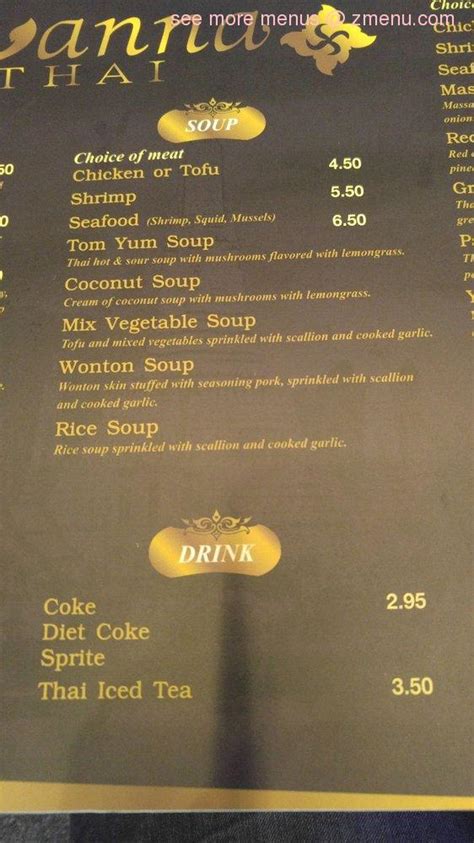 see more menus @ zmenu.com
anna
THAI
SOUP
Choice of meat
Chicken or Tofu 4.50
Shrimp 5.50
Seafood (Shrimp, Squid, Mussels) 6.50
Tom Yum Soup
Thai hot & sour soup with mushrooms flavored with lemongrass.
Coconut Soup
Cream of coconut soup with mushrooms with lemongrass.
Mix Vegetable Soup
Tofu and mixed vegetables sprinkled with scallion and cooked garlic.
Wonton Soup
Wonton skin stuffed with seasoning pork, sprinkled with scallion
and cooked garlic.
Rice Soup
Rice soup sprinkled with scallion and cooked garlic.
DRINK
Coke 2.95
Diet Coke
Sprite
Thai Iced Tea 3.50